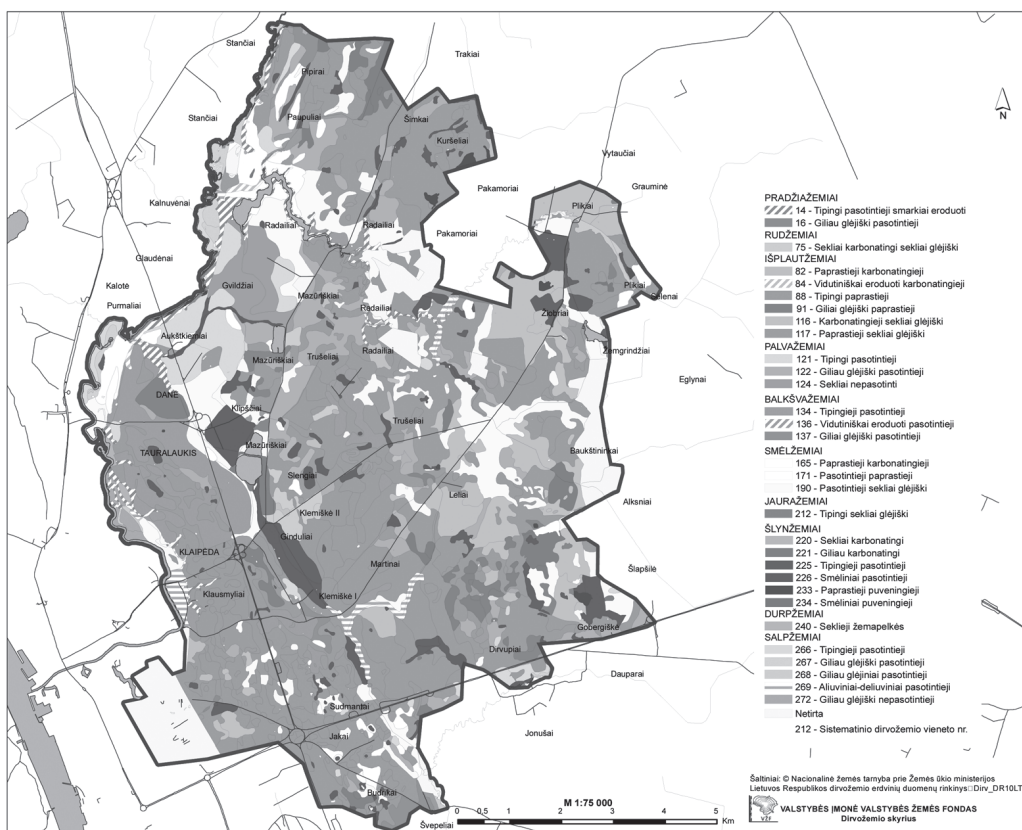 Stančiai
Trakiai
Pipirai
Stančiai
Paupuliai
Šimkai
Kuršeliai
N
Vytaučiai
Pakamoriai
Grauminė
Kalnuvėnai
Plikiai
Radailiai
Radailiai
Pakamoriai
Glaudėnai
Kalotė
Gvildžiai
Mazūriškiai
Plikiai
Šelenai
Purmaliai
Radailiai
Žiobriai
Aukštkiemiai
Mazūriškiai
Trušeliai
Radailiai
Žemgrindžiai
Eglynai
DANE
Klipščiai
Trušeliai
Mazūriškiai
TAURALAUKIS
Baukštininkai
Slengiai
Leliai
Alksniai
Klemiškė II
Ginduliai
KLAIPĖDA
Martinai
Šlapšilė
Klausmyliai
Klemiškė I
Gobergiškė
Dirvupiai
Dauparai
Sudmantai
Jonušai
Jakai
Budrikai
Švepeliai
PRADŽIAŽEMIAI
14 - Tipingi pasotintieji smarkiai eroduoti
16 - Giliau glėjiški pasotintieji
RUDŽEMIAI
75 - Sekliai karbonatingi sekliai glėjiški
IŠPLAUTŽEMIAI
82 - Paprastieji karbonatingieji
84 - Vidutiniškai eroduoti karbonatingieji
88 - Tipingi paprastieji
91 - Giliai glėjiški paprastieji
116 - Karbonatingieji sekliai glėjiški
117 - Paprastieji sekliai glėjiški
PALVAŽEMIAI
121 - Tipingi pasotintieji
122 - Giliau glėjiški pasotintieji
124 - Sekliai nepasotinti
BALKŠVAŽEMIAI
134 - Tipingieji pasotintieji
136 - Vidutiniškai eroduoti pasotintieji
137 - Giliai glėjiški pasotintieji
SMĖLŽEMIAI
165 - Paprastieji karbonatingieji
171 - Pasotintieji paprastieji
190 - Pasotintieji sekliai glėjiški
JAURAŽEMIAI
212 - Tipingi sekliai glėjiški
ŠLYNŽEMIAI
220 - Sekliai karbonatingi
221 - Giliau karbonatingi
225 - Tipingieji pasotintieji
226 - Smėliniai pasotintieji
233 - Paprastieji puveningieji
234 - Smėliniai puveningieji
DURPŽEMIAI
240 - Seklieji žemapelkės
SALPŽEMIAI
266 - Tipingieji pasotintieji
267 - Giliau glėjiški pasotintieji
268 - Giliau glėjiniai pasotintieji
269 - Aliuviniai-deliuviniai pasotintieji
272 - Giliau glėjiški nepasotintieji
Netirta
212 - Sisteminatinio dirvožemio vieneto nr.
M 1:75 000
0 0,5 1 2 3 4 5
Km
Šaltiniai: © Nacionalinė žemės tarnyba prie Žemės ūkio ministerijos
Lietuvos Respublikos dirvožemio erdvinių duomenų rinkinys□Dirv_DR10LT
VŽF
VALSTYBĖS ĮMONĖ VALSTYBĖS ŽEMĖS FONDAS
Dirvožemio skyrius